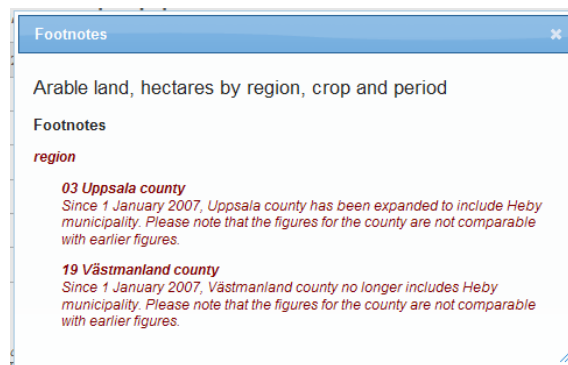 Footnotes
Arable land, hectares by region, crop and period
Footnotes
region
03 Uppsala county
Since 1 January 2007, Uppsala county has been expanded to include Heby
municipality. Please note that the figures for the county are not comparable
with earlier figures.
19 Västmanland county
Since 1 January 2007, Västmanland county no longer includes Heby
municipality. Please note that the figures for the county are not comparable
with earlier figures.